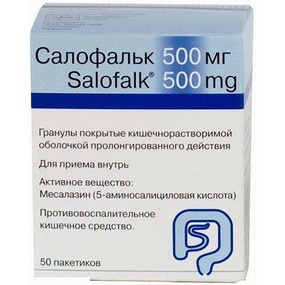 Салофальк 500 мг
Salofalk® 500 mg
Гранулы покрытые кишечнорастворимой
оболочкой пролонгированного действия
Для приема внутрь
Активное вещество:
Месалазин (5-аминосалициловая кислота)
Противовоспалительное
кишечное средство.
5
50 пакетиков